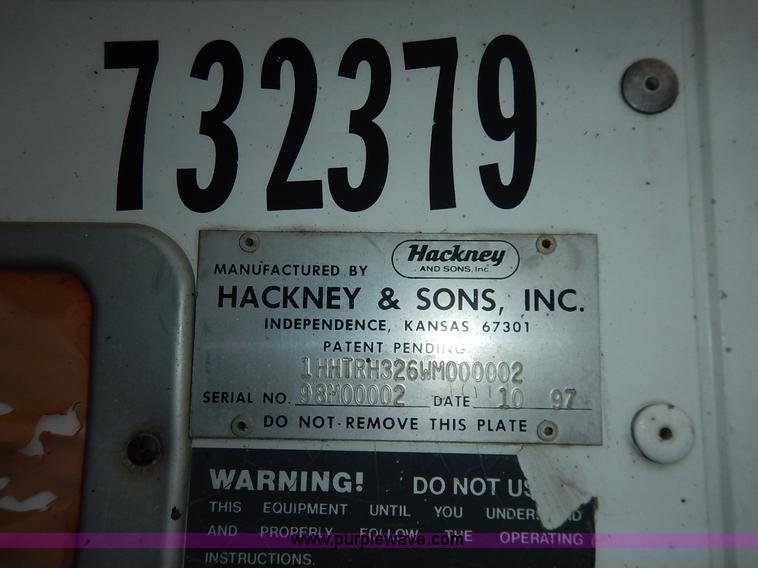 732379
Hackney
AND SONS, Inc.
MANUFACTURED BY
HACKNEY & SONS, INC.
INDEPENDENCE, KANSAS 67301
PATENT PENDING
1HHTRH326WM000002
SERIAL NO. 98M00002 DATE 10 97
DO NOT REMOVE THIS PLATE
WARNING! DO NOT US
THIS EQUIPMENT UNTIL YOU UNDERSTAND
AND PROPERLY FOLLOW THE OPERATING
INSTRUCTIONS.
www.purplewave.com